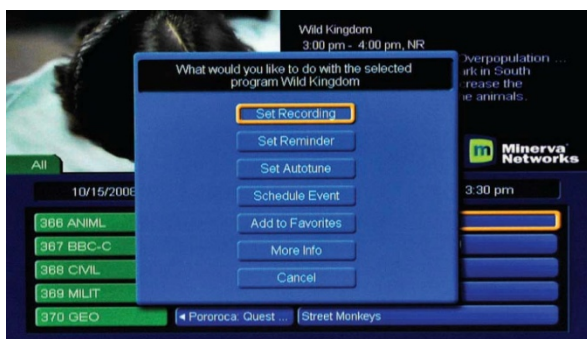 Wild Kingdom
3:00 pm - 4:00 pm, NR
Overpopulation ...
in South
the
animals.
What would you like to do with the selected
program Wild Kingdom
Set Recording
Set Reminder
Set Autotune
Schedule Event
Add to Favorites
More Info
Cancel
m Minerva
Networks
All
10/15/2008
3:30 pm
366 ANIML
367 BBC-C
368 CIVIL
369 MILIT
370 GEO
Pororoca: Quest ...
Street Monkeys